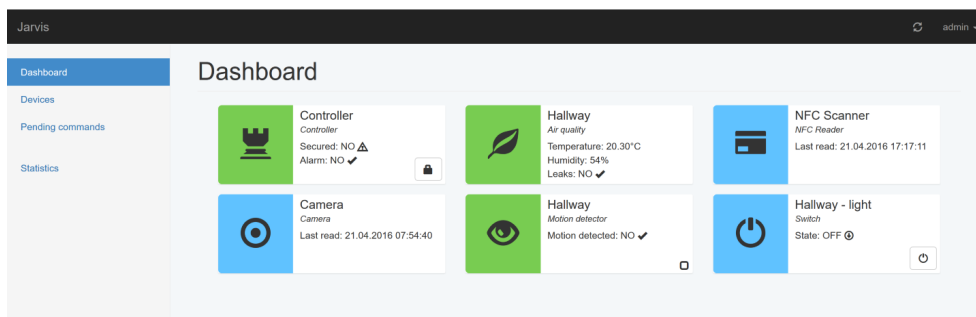 Jarvis
admin
Dashboard
Devices
Pending commands
Statistics
Dashboard
Controller
Controller
Secured: NO
Alarm: NO
Hallway
Air quality
Temperature: 20.30°C
Humidity: 54%
Leaks: NO
NFC Scanner
NFC Reader
Last read: 21.04.2016 17:17:11
Camera
Camera
Last read: 21.04.2016 07:54:40
Hallway
Motion detector
Motion detected: NO
Hallway - light
Switch
State: OFF